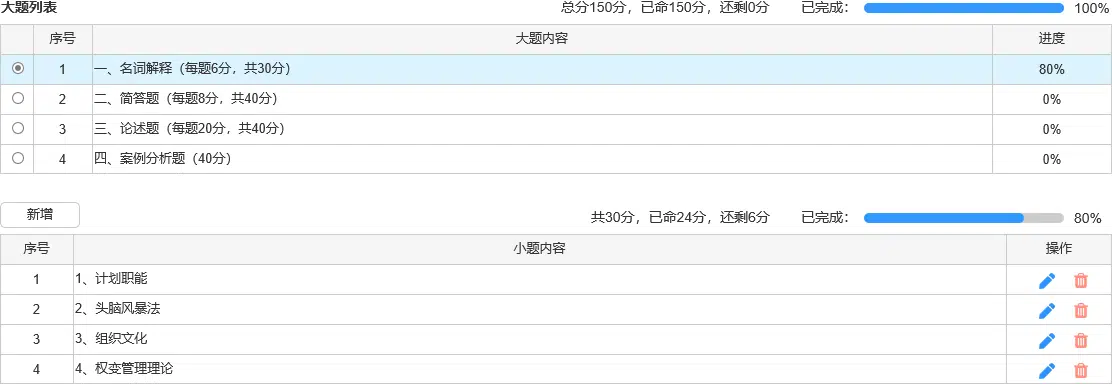 大题列表 总分150分，已命150分，还剩0分 已完成： 100%
序号 大题内容 进度
1 一、名词解释（每题6分，共30分） 80%
2 二、简答题（每题8分，共40分） 0%
3 三、论述题（每题20分，共40分） 0%
4 四、案例分析题（40分） 0%
新增 共30分，已命24分，还剩6分 已完成： 80%
序号 小题内容 操作
1 1、计划职能
2 2、头脑风暴法
3 3、组织文化
4 4、权变管理理论